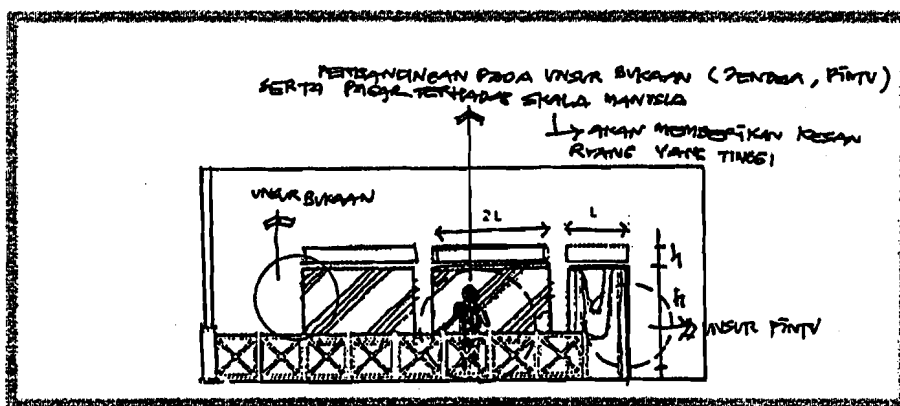 PERBANDINGAN PADA UNSUR BUKAAN (JENDELA, PINTU)
SERTA PAGAR TERHADAP SKALA MANUSIA
AKAN MEMBERIKAN KESAN
RUANG YANG TINGGI
UNSUR BUKAAN
2L
L
h
h
UNSUR PINTU